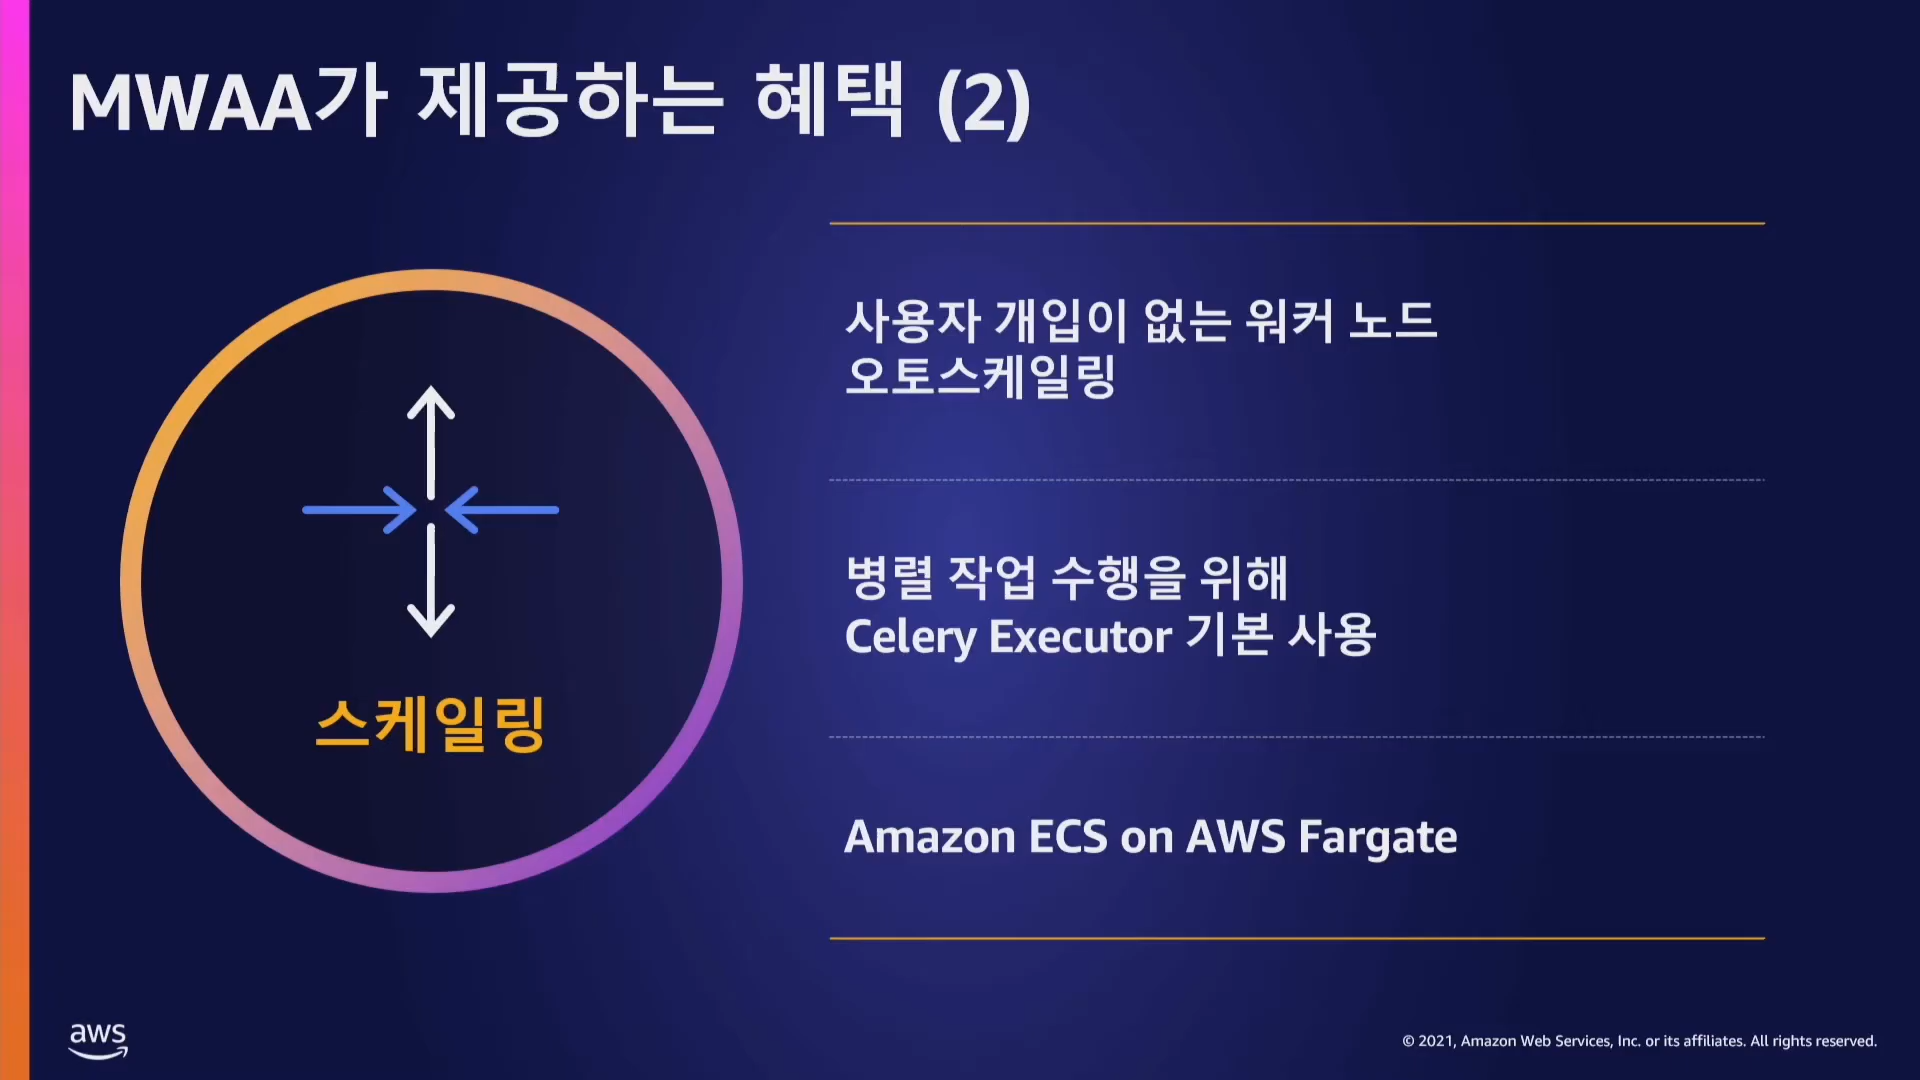 MWAA가 제공하는 혜택 (2)
스케일링
사용자 개입이 없는 워커 노드
오토스케일링
병렬 작업 수행을 위해
Celery Executor 기본 사용
Amazon ECS on AWS Fargate
aws
© 2021, Amazon Web Services, Inc. or its affiliates. All rights reserved.